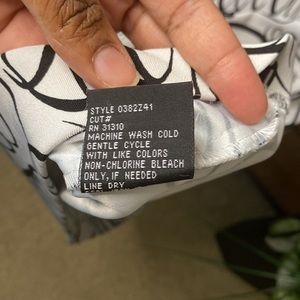 STYLE 0382Z41
CUT#
RN 31310
MACHINE WASH COLD
GENTLE CYCLE
WITH LIKE COLORS
NON-CHLORINE BLEACH
ONLY, IF NEEDED
LINE DRY